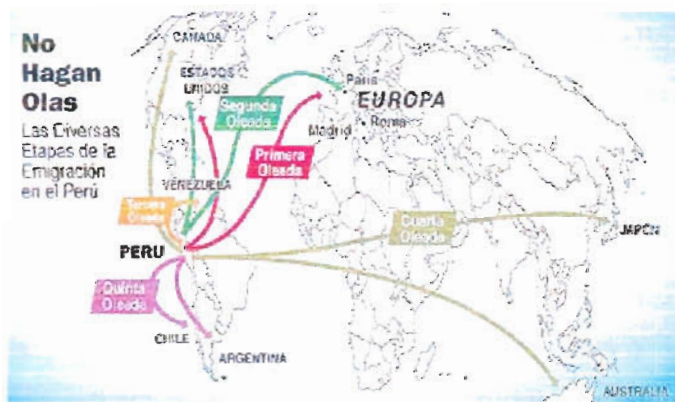 No
Hagan
Olas
Las Diversas
Etapas de la
Emigración
en el Perú
CANADA
ESTADOS
UNIDOS
Segunda
Oleada
Paris
EUROPA
Madrid
Roma
Primera
Oleada
VENEZUELA
Tercera
Oleada
PERU
Cuarta
Oleada
JAPÓN
Quinta
Oleada
CHILE
ARGENTINA
AUSTRALIA